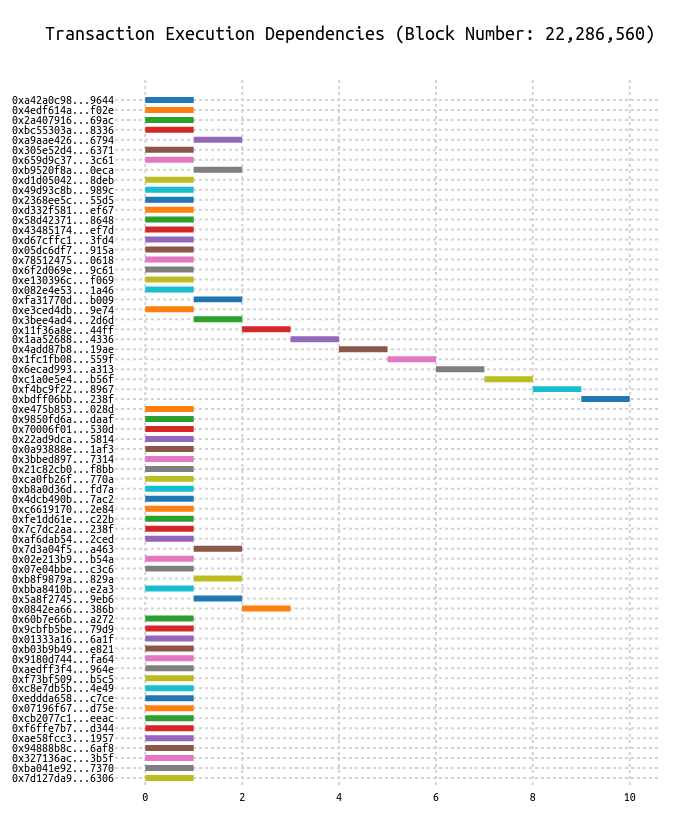 Transaction Execution Dependencies (Block Number: 22,286,560)
0xa42a0c98...9644
0x4edf614a...f02e
0x2a407916...69ac
0xbc55303a...8336
0xa9aae426...6794
0x305e52d4...6371
0x659d9c37...3c61
0xb9520f8a...0eca
0xd1d05042...8deb
0x49d93c8b...989c
0x2368ee5c...55d5
0xd332f581...ef67
0x58d42371...8648
0x43485174...ef7d
0xd67cffc1...3fd4
0x05dc6df7...915a
0x78512475...0618
0x6f2d069e...9c61
0xe130396c...f069
0x082e4e53...1a46
0xfa31770d...b009
0xe3ced4db...9e74
0x3bee4ad4...2d6d
0x11f36a8e...44ff
0x1aa52688...4336
0x4add87b8...19ae
0x1fc1fb08...559f
0x6ecad993...a313
0xc1a0e5e4...b56f
0xf4bc9f22...8967
0xbdff06bb...238f
0xe475b853...028d
0x9850fd6a...daaf
0x70006f01...530d
0x22ad9dca...5814
0x0a93888e...1af3
0x3bbed897...7314
0x21c82cb0...f8bb
0xca0fb26f...770a
0xb8a0d36d...fd7a
0x4dcb490b...7ac2
0xc6619170...2e84
0xfe1dd61e...c22b
0x7c7dc2aa...238f
0xaf6dab54...2ced
0x7d3a04f5...a463
0x02e213b9...b54a
0x07e04bbe...c3c6
0xb8f9879a...829a
0xbba8410b...e2a3
0x5a8f2745...9eb6
0x0842ea66...386b
0x60b7e66b...a272
0x9cbfb5be...79d9
0x01333a16...6a1f
0xb03b9b49...e821
0x9180d744...fa64
0xaedff3f4...964e
0xf73bf509...b5c5
0xc8e7db5b...4e49
0xeddda658...c7ce
0x07196f67...d75e
0xcb2077c1...eeac
0xf6ffe7b7...d344
0xae58fcc3...1957
0x94888b8c...6af8
0x327136ac...3b5f
0xba041e92...7370
0x7d127da9...6306
0 2 4 6 8 10